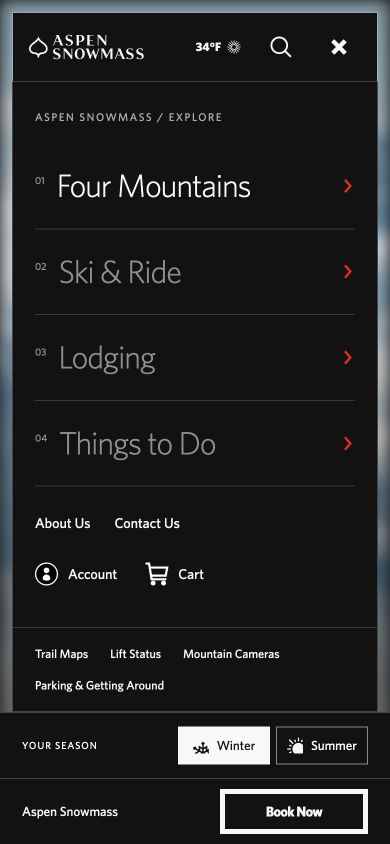 ASPEN
SNOWMASS
34°F
ASPEN SNOWMASS / EXPLORE
01 Four Mountains
02 Ski & Ride
03 Lodging
04 Things to Do
About Us Contact Us
Account Cart
Trail Maps Lift Status Mountain Cameras
Parking & Getting Around
YOUR SEASON Winter Summer
Aspen Snowmass Book Now